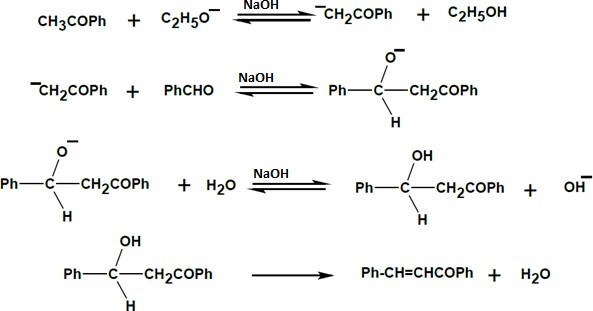 CH3COPh + C₂H₅O⁻ NaOH ⁻CH₂COPh + C₂H₅OH
⁻CH₂COPh + PhCHO NaOH Ph—C—CH₂COPh
O⁻
H
Ph—C—CH₂COPh + H₂O NaOH Ph—C—CH₂COPh + OH⁻
O⁻ OH
H H
OH
Ph—C—CH₂COPh Ph-CH=CHCOPh + H₂O
H